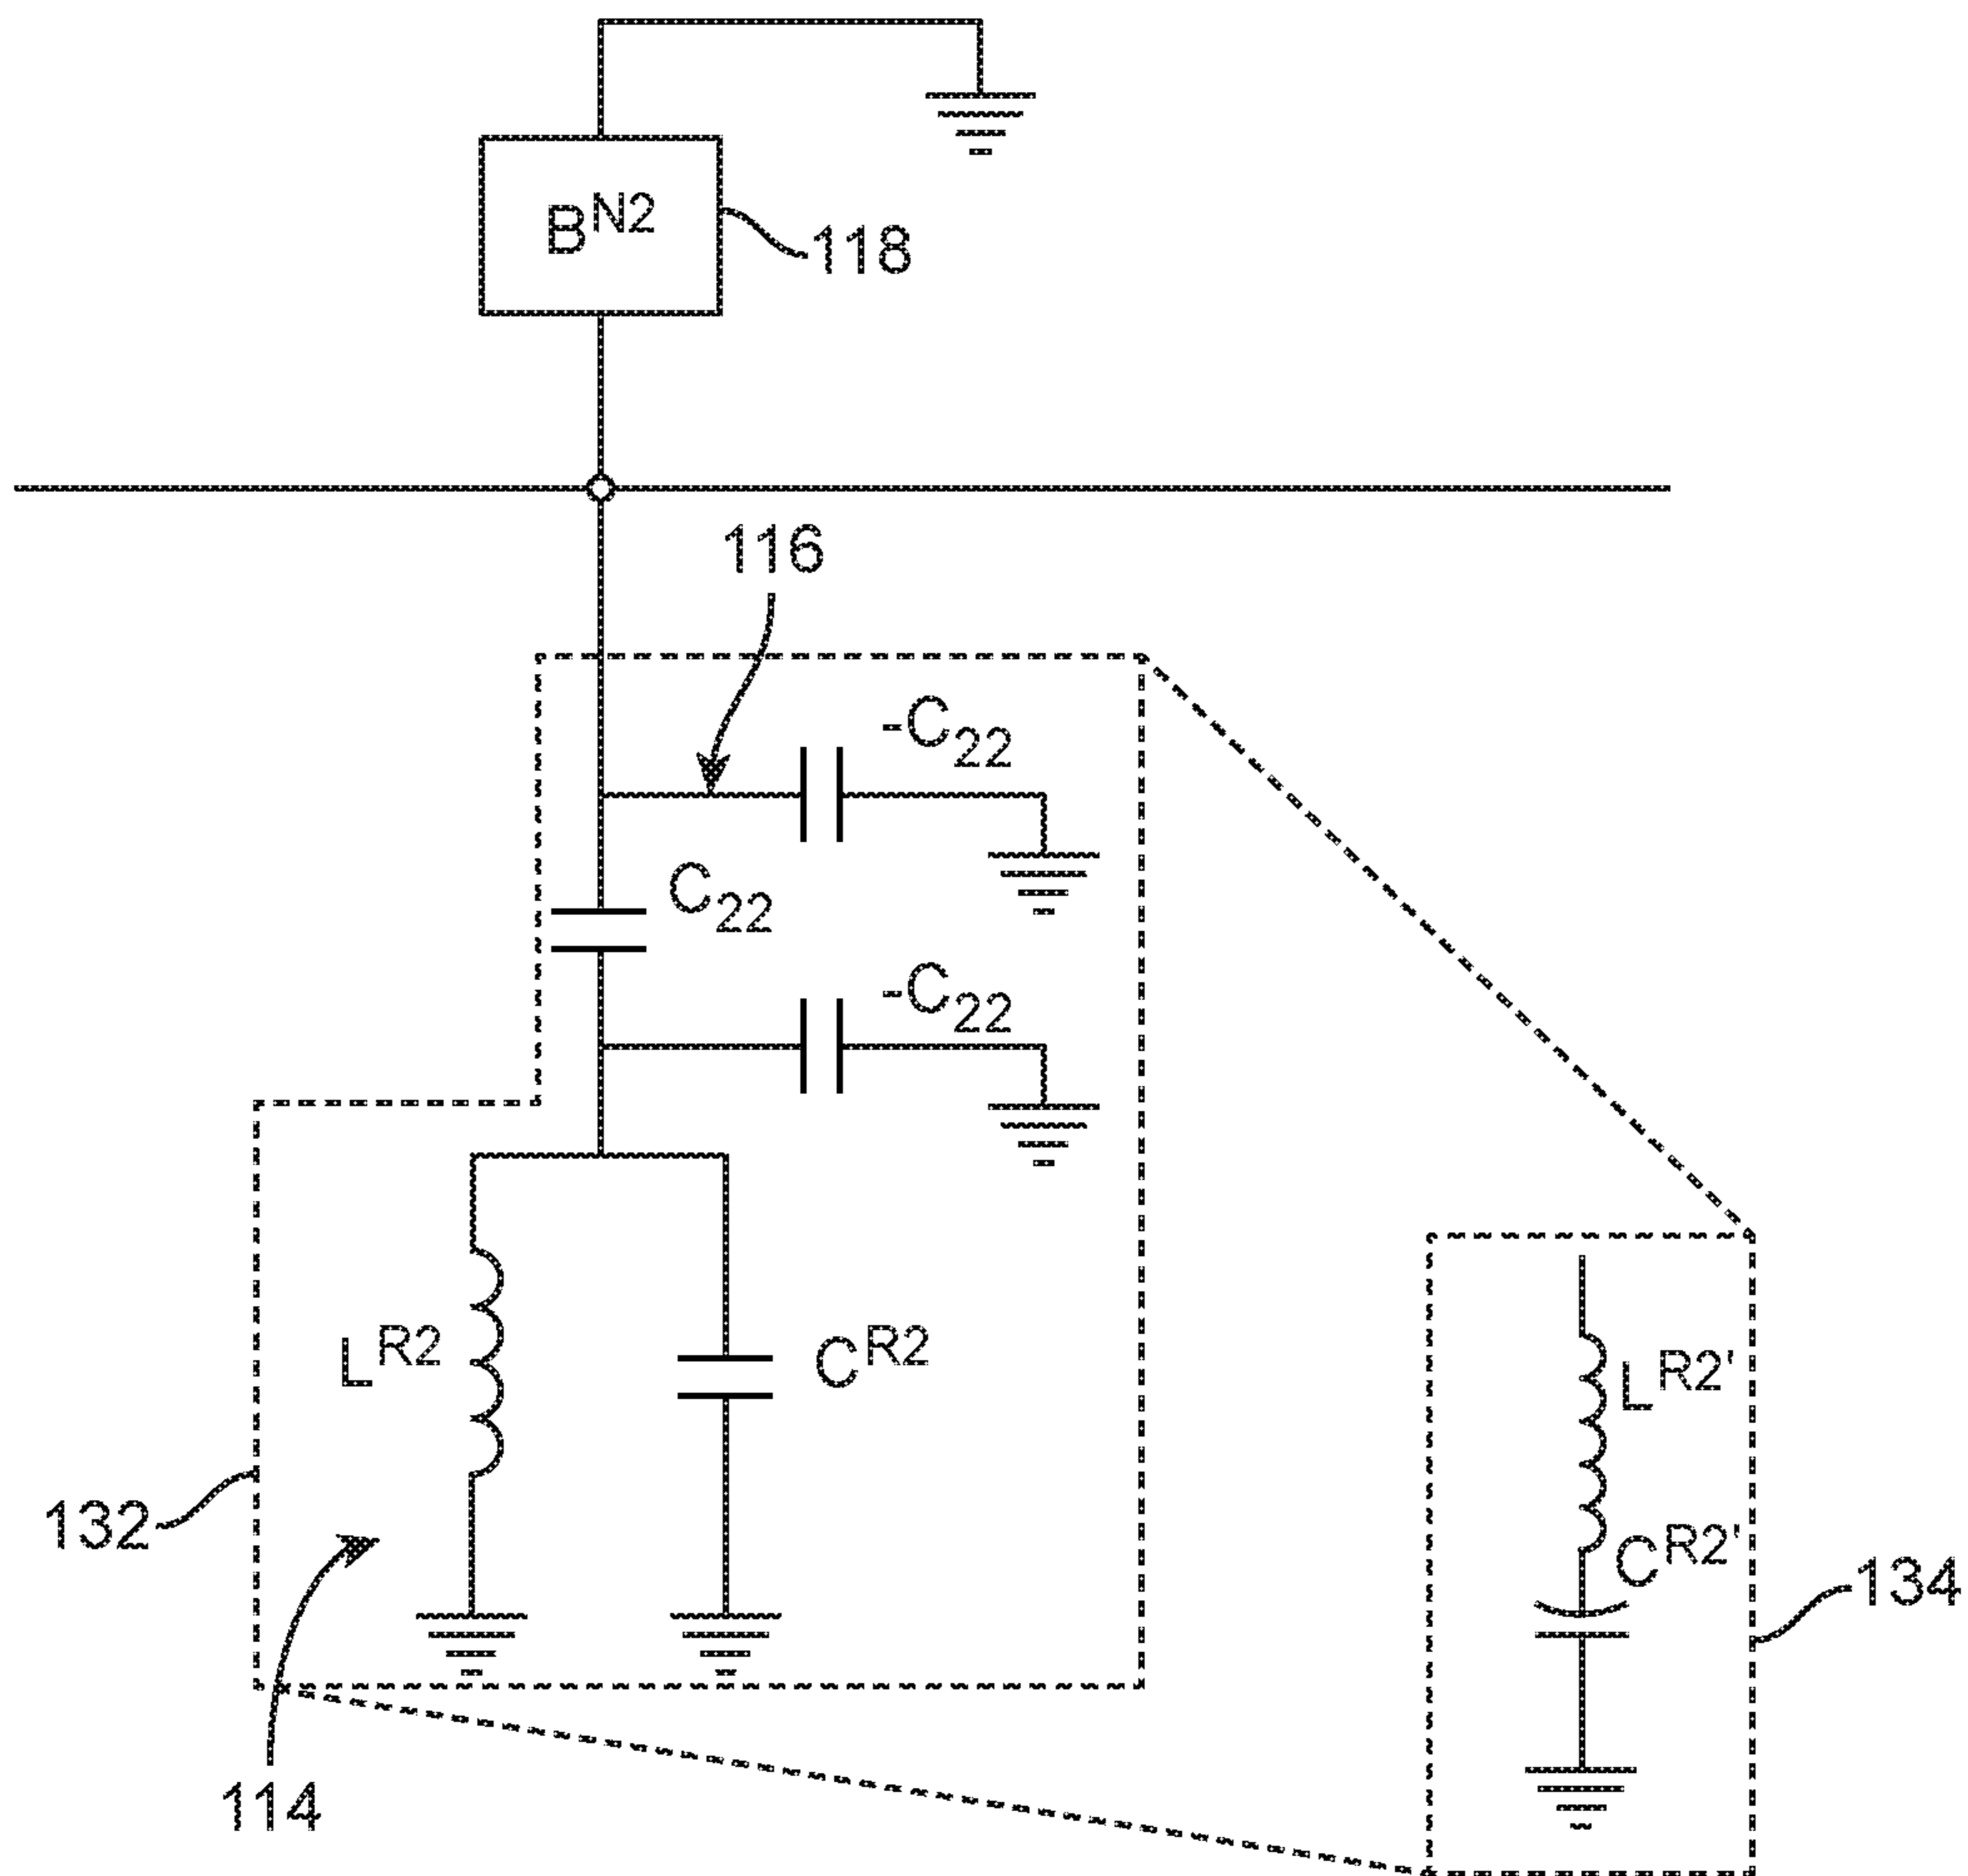 B^N2
118
116
-C₂₂
C₂₂
-C₂₂
L^R2
C^R2
L^R2'
132
C^R2'
134
114